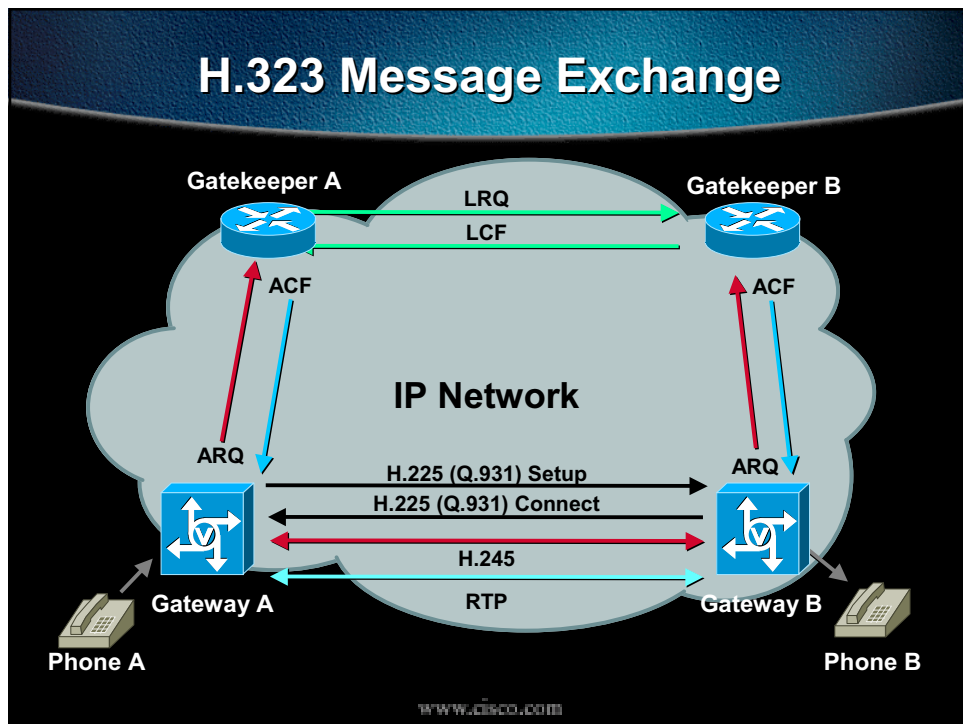 H.323 Message Exchange
Gatekeeper A
Gatekeeper B
LRQ
LCF
ACF
ACF
IP Network
ARQ
ARQ
H.225 (Q.931) Setup
H.225 (Q.931) Connect
V
V
H.245
RTP
Gateway A
Gateway B
Phone A
Phone B
www.cisco.com